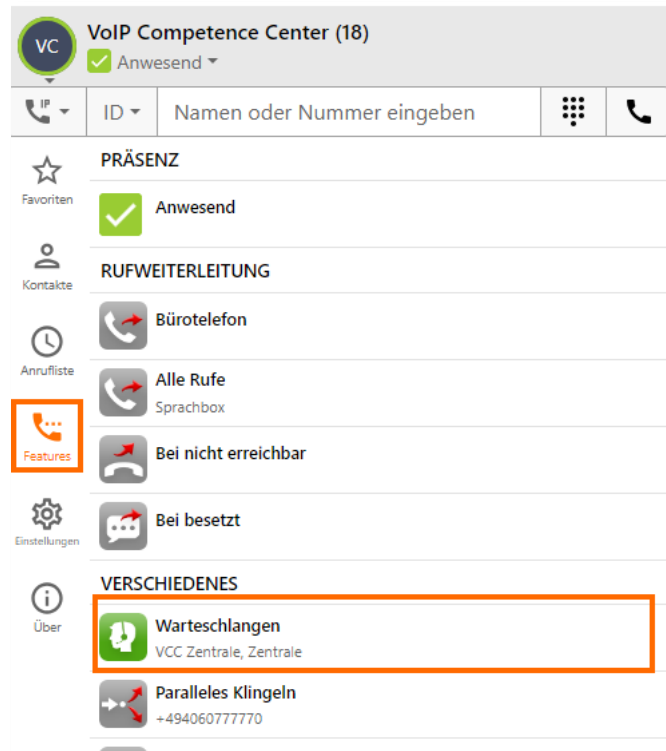 VC
VoIP Competence Center (18)
Anwesend
IP
ID
Namen oder Nummer eingeben
Favoriten
Kontakte
Anrufliste
Features
Einstellungen
Über
PRÄSENZ
Anwesend
RUFWEITERLEITUNG
Bürotelefon
Alle Rufe
Sprachbox
Bei nicht erreichbar
Bei besetzt
VERSCHIEDENES
Warteschlangen
VCC Zentrale, Zentrale
Paralleles Klingeln
+494060777770